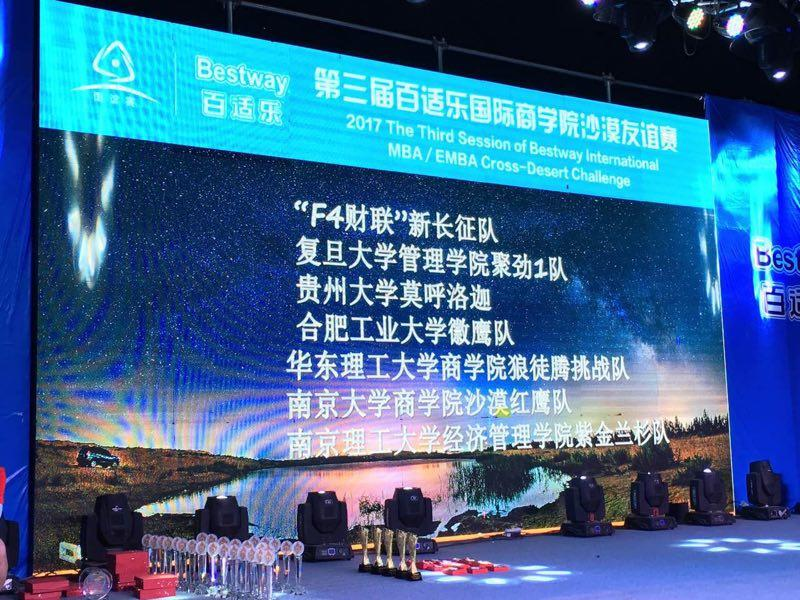 Bestway
百适乐
第三届百适乐国际商学院沙漠友谊赛
2017 The Third Session of Bestway International
MBA / EMBA Cross-Desert Challenge
“F4财联”新长征队
复旦大学管理学院聚劲1队
贵州大学莫呼洛迦
合肥工业大学徽鹰队
华东理工大学商学院狼徒腾挑战队
南京大学商学院沙漠红鹰队
南京理工大学经济管理学院紫金兰杉队
Best
百适